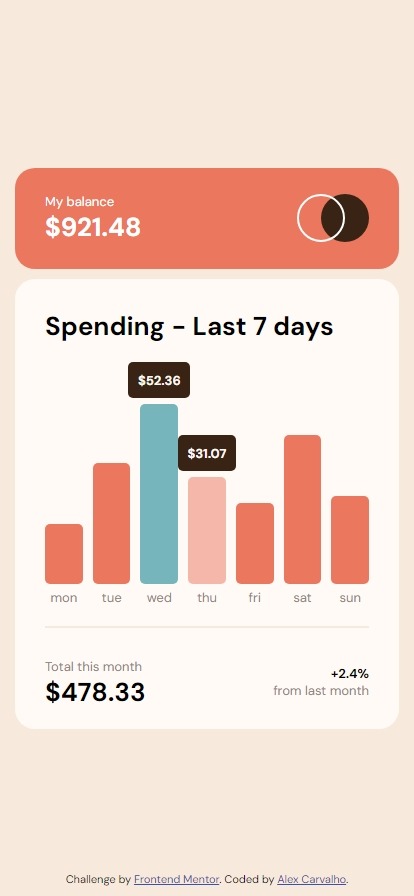 My balance
$921.48
Spending - Last 7 days
$52.36
$31.07
mon tue wed thu fri sat sun
Total this month
$478.33
+2.4%
from last month
Challenge by Frontend Mentor. Coded by Alex Carvalho.